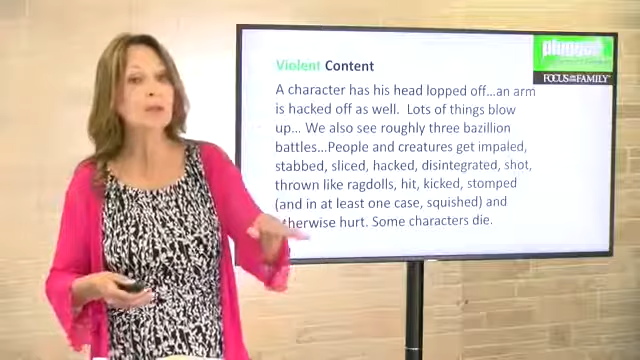 pluggedin
FOCUS ON THE FAMILY
Violent Content
A character has his head lopped off...an arm
is hacked off as well. Lots of things blow
up... We also see roughly three bazillion
battles...People and creatures get impaled,
stabbed, sliced, hacked, disintegrated, shot,
thrown like ragdolls, hit, kicked, stomped
(and in at least one case, squished) and
otherwise hurt. Some characters die.